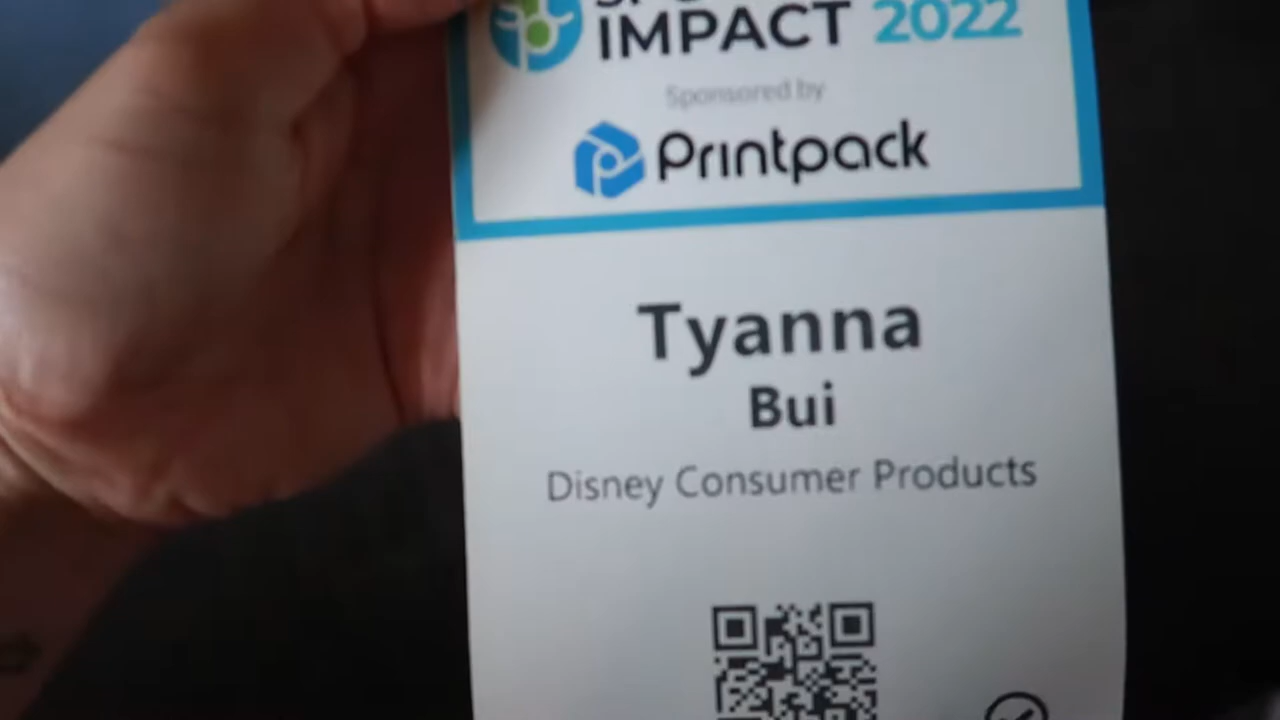 IMPACT 2022
Sponsored by
Printpack
Tyanna
Bui
Disney Consumer Products